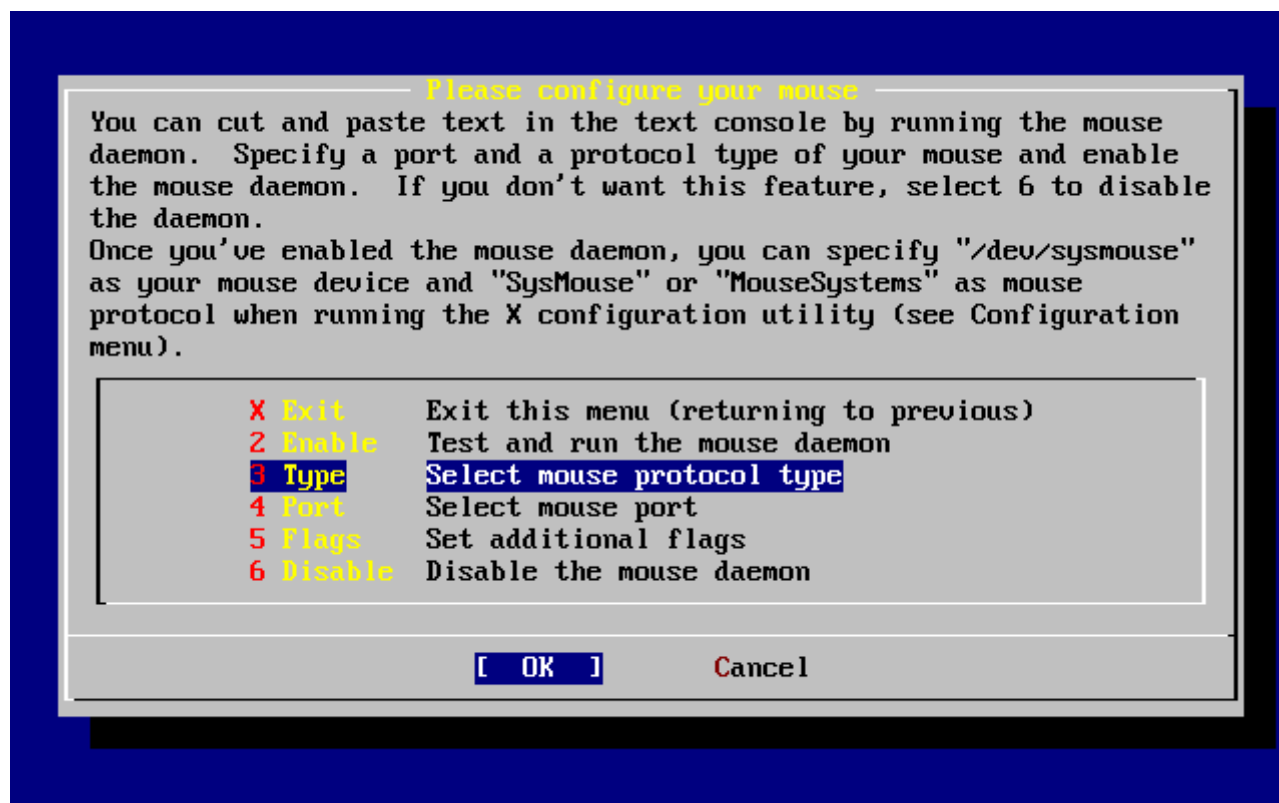 Please configure your mouse
You can cut and paste text in the text console by running the mouse
daemon.  Specify a port and a protocol type of your mouse and enable
the mouse daemon.  If you don't want this feature, select 6 to disable
the daemon.
Once you've enabled the mouse daemon, you can specify "/dev/sysmouse"
as your mouse device and "SysMouse" or "MouseSystems" as mouse
protocol when running the X configuration utility (see Configuration
menu).
X Exit     Exit this menu (returning to previous)
2 Enable   Test and run the mouse daemon
3 Type     Select mouse protocol type
4 Port     Select mouse port
5 Flags    Set additional flags
6 Disable  Disable the mouse daemon
[  OK  ]       Cancel